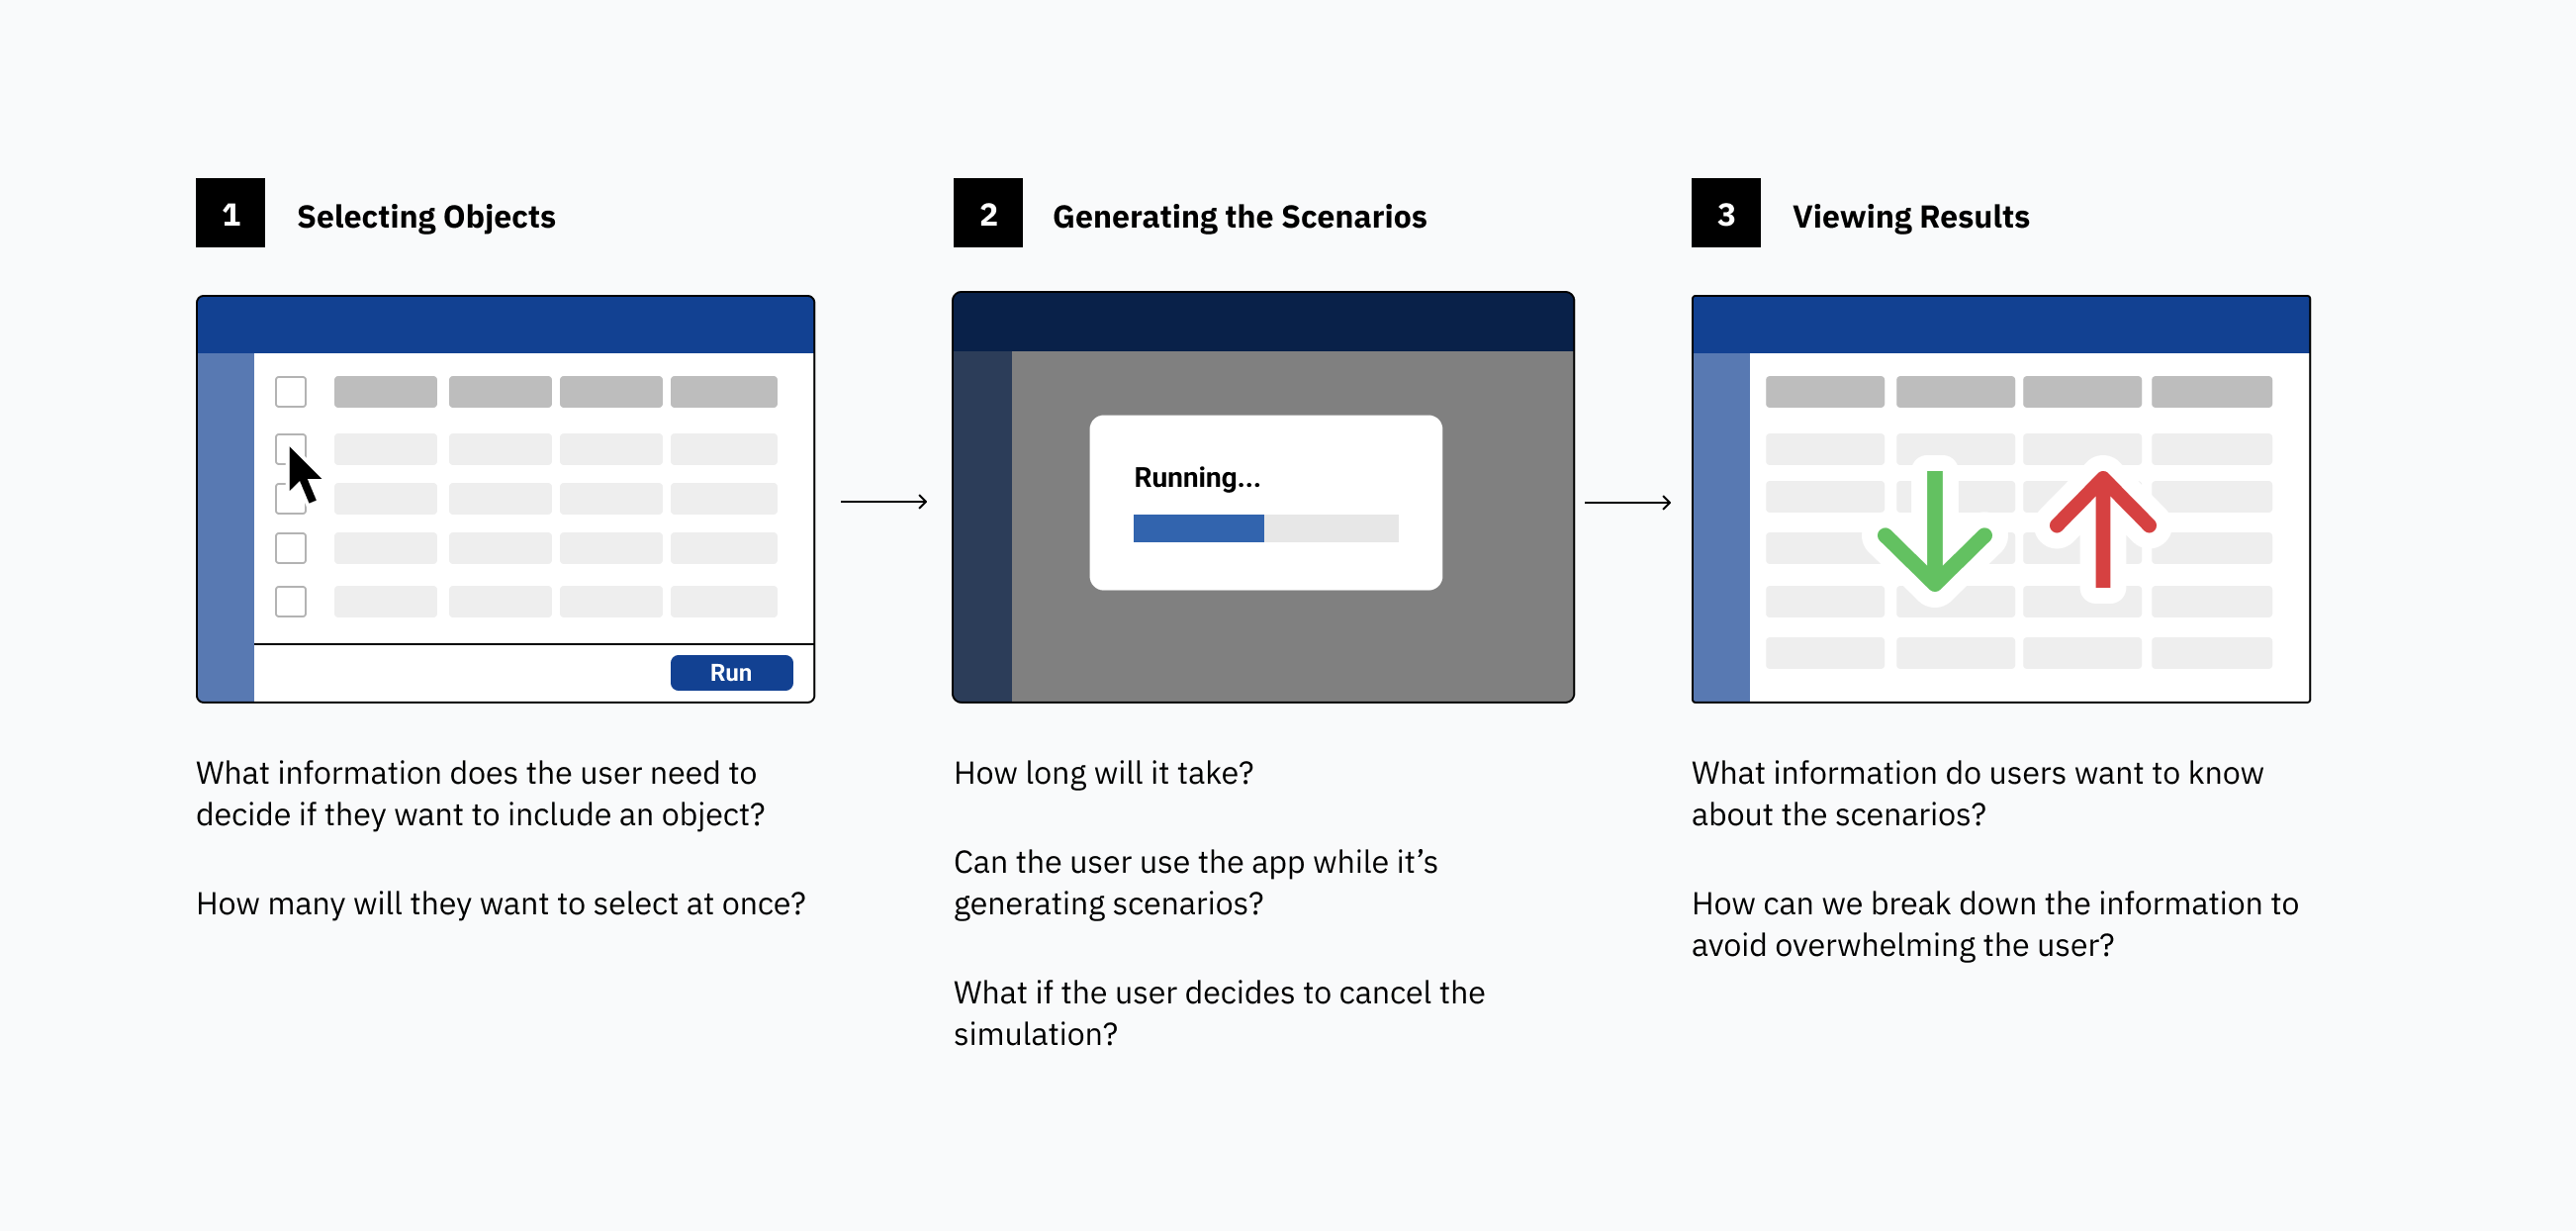 1
Selecting Objects
Run
What information does the user need to
decide if they want to include an object?
How many will they want to select at once?
2
Generating the Scenarios
Running...
How long will it take?
Can the user use the app while it’s
generating scenarios?
What if the user decides to cancel the
simulation?
3
Viewing Results
What information do users want to know
about the scenarios?
How can we break down the information to
avoid overwhelming the user?